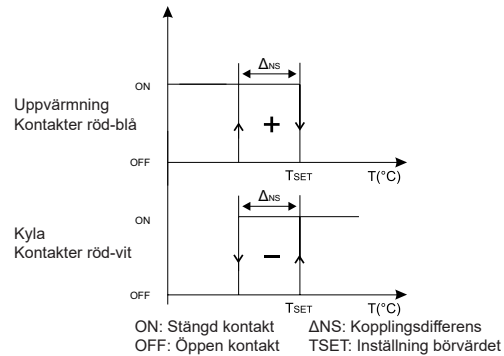 ΔNS
ON
Uppvärmning
Kontakter röd-blå
+
OFF
TSET
T(°C)
ΔNS
ON
Kyla
Kontakter röd-vit
−
OFF
TSET
T(°C)
ON: Stängd kontakt ΔNS: Kopplingsdifferens
OFF: Öppen kontakt TSET: Inställning börvärdet